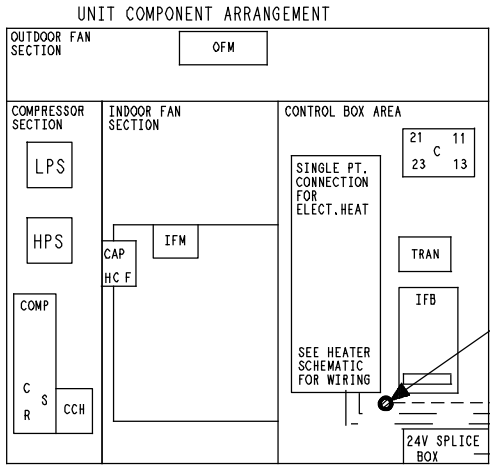 UNIT COMPONENT ARRANGEMENT
OUTDOOR FAN
SECTION
OFM
COMPRESSOR
SECTION
LPS
HPS
COMP
C
S
R
CCH
INDOOR FAN
SECTION
IFM
CAP
H C F
CONTROL BOX AREA
21 11
C
23 13
SINGLE PT.
CONNECTION
FOR
ELECT.HEAT
TRAN
IFB
SEE HEATER
SCHEMATIC
FOR WIRING
24V SPLICE
BOX